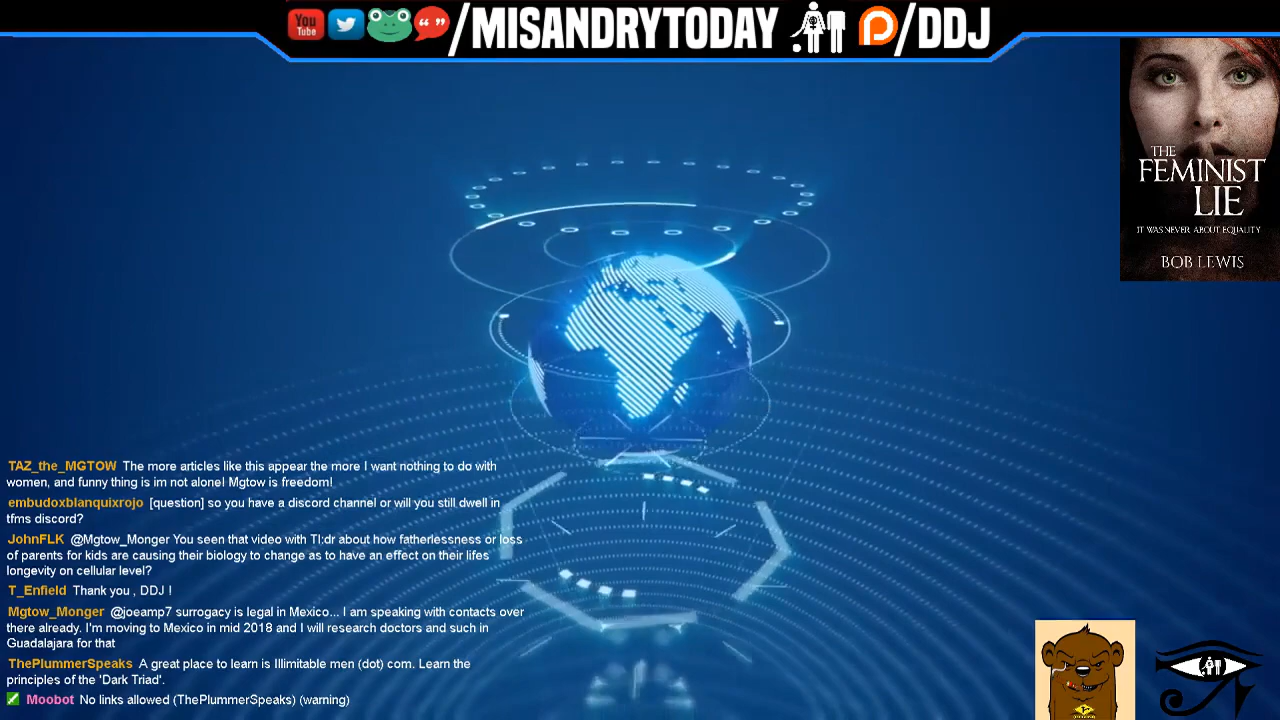 You
Tube
/MISANDRYTODAY
/DDJ
THE
FEMINIST
LIE
IT WAS NEVER ABOUT EQUALITY
BOB LEWIS
TAZ_the_MGTOW The more articles like this appear the more I want nothing to do with
women, and funny thing is im not alone! Mgtow is freedom!
embudoxblanquixrojo [question] so you have a discord channel or will you still dwell in
tfms discord?
JohnFLK @Mgtow_Monger You seen that video with Tl:dr about how fatherlessness or loss
of parents for kids are causing their biology to change as to have an effect on their lifes
longevity on cellular level?
T_Enfield Thank you , DDJ !
Mgtow_Monger @joeamp7 surrogacy is legal in Mexico... I am speaking with contacts over
there already. I'm moving to Mexico in mid 2018 and I will research doctors and such in
Guadalajara for that
ThePlummerSpeaks A great place to learn is Illimitable men (dot) com. Learn the
principles of the 'Dark Triad'.
Moobot No links allowed (ThePlummerSpeaks) (warning)